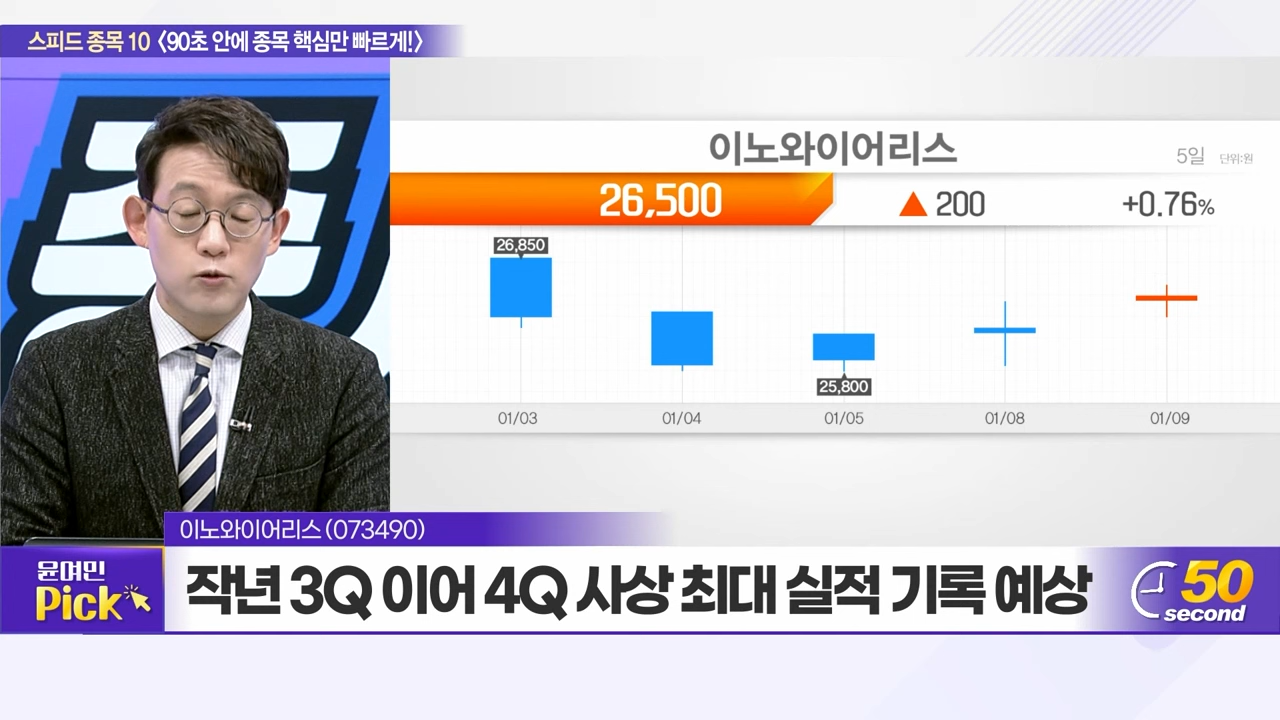 스피드 종목 10 〈90초 안에 종목 핵심만 빠르게!〉
이노와이어리스
5일 단위:원
26,500 ▲ 200 +0.76%
26,850
25,800
01/03 01/04 01/05 01/08 01/09
이노와이어리스 (073490)
윤여민
Pick
작년 3Q 이어 4Q 사상 최대 실적 기록 예상
50
second